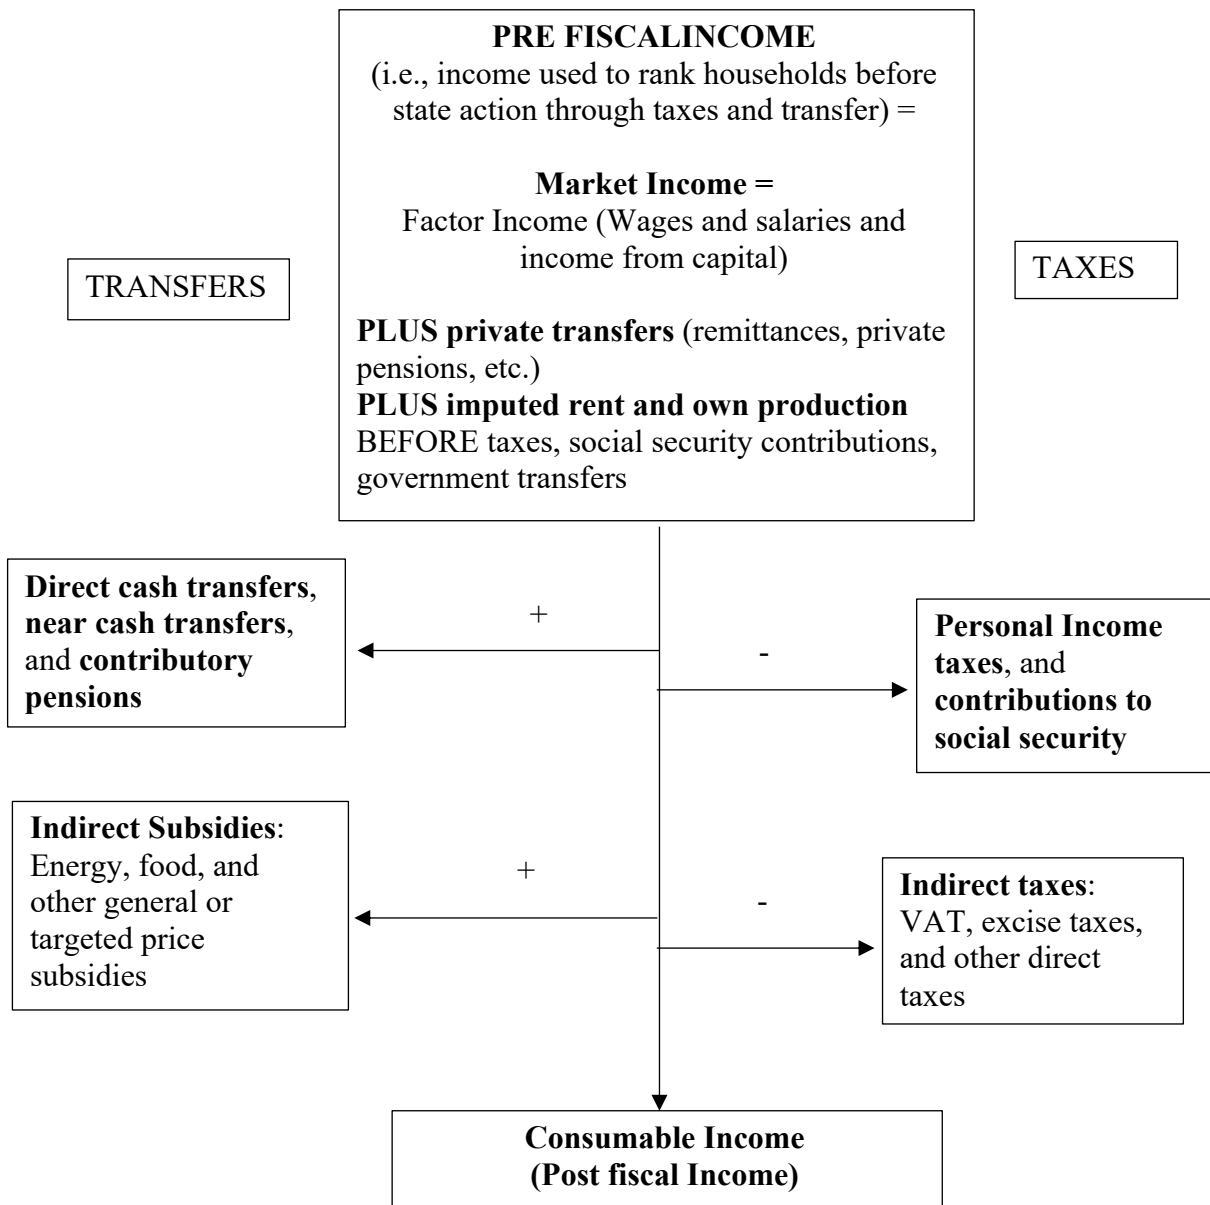 PRE FISCALINCOME
(i.e., income used to rank households before
state action through taxes and transfer) =
Market Income =
Factor Income (Wages and salaries and
income from capital)
PLUS private transfers (remittances, private
pensions, etc.)
PLUS imputed rent and own production
BEFORE taxes, social security contributions,
government transfers
TRANSFERS
TAXES
Direct cash transfers,
near cash transfers,
and contributory
pensions
+
-
Personal Income
taxes, and
contributions to
social security
Indirect Subsidies:
Energy, food, and
other general or
targeted price
subsidies
+
-
Indirect taxes:
VAT, excise taxes,
and other direct
taxes
Consumable Income
(Post fiscal Income)